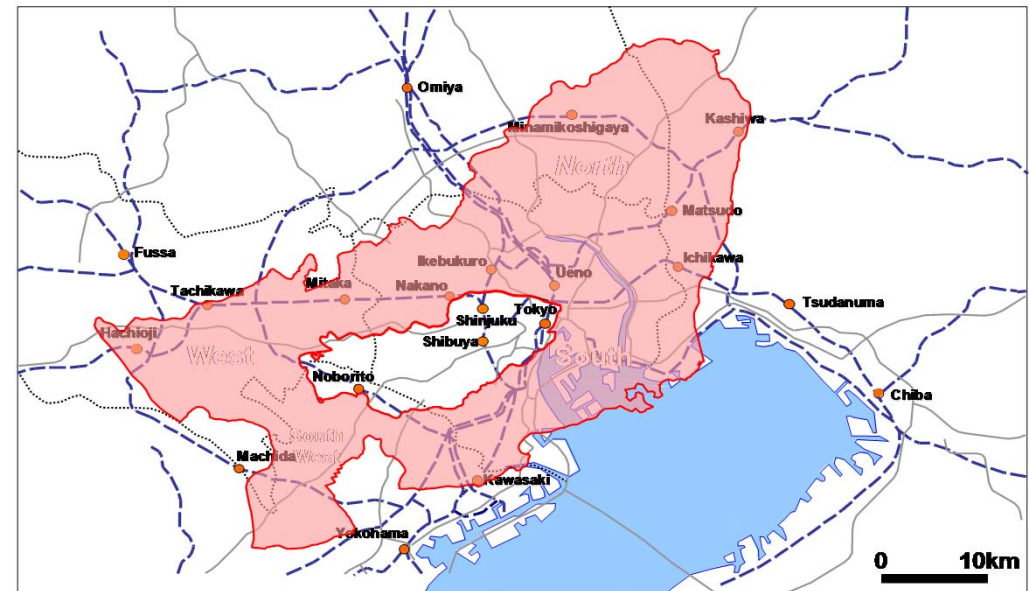 Omiya
Minamikoshigaya
Kashiwa
North
Matsudo
Fussa
Ikebukuro
Ichikawa
Ueno
Tachikawa
Mitaka
Nakano
Tsudanuma
Shinjuku
Tokyo
Hachioji
Shibuya
West
South
Noborito
Chiba
South
West
Machida
Kawasaki
Yokohama
0 10km